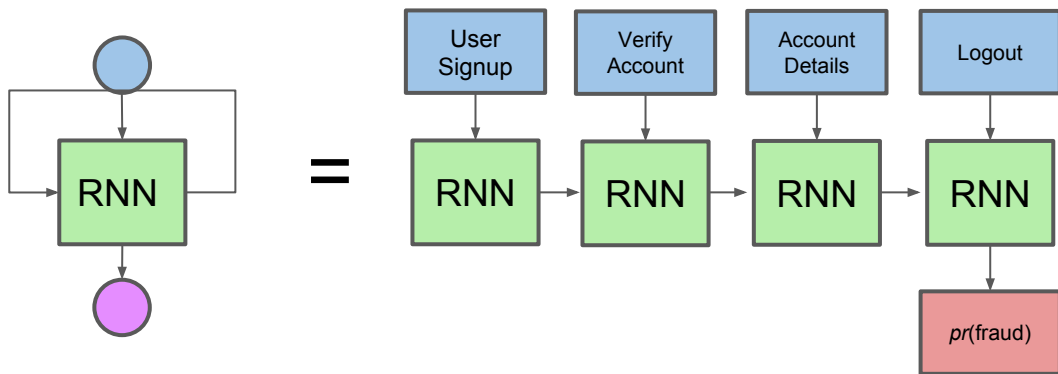 User
Signup
Verify
Account
Account
Details
Logout
RNN
=
RNN
RNN
RNN
RNN
pr(fraud)